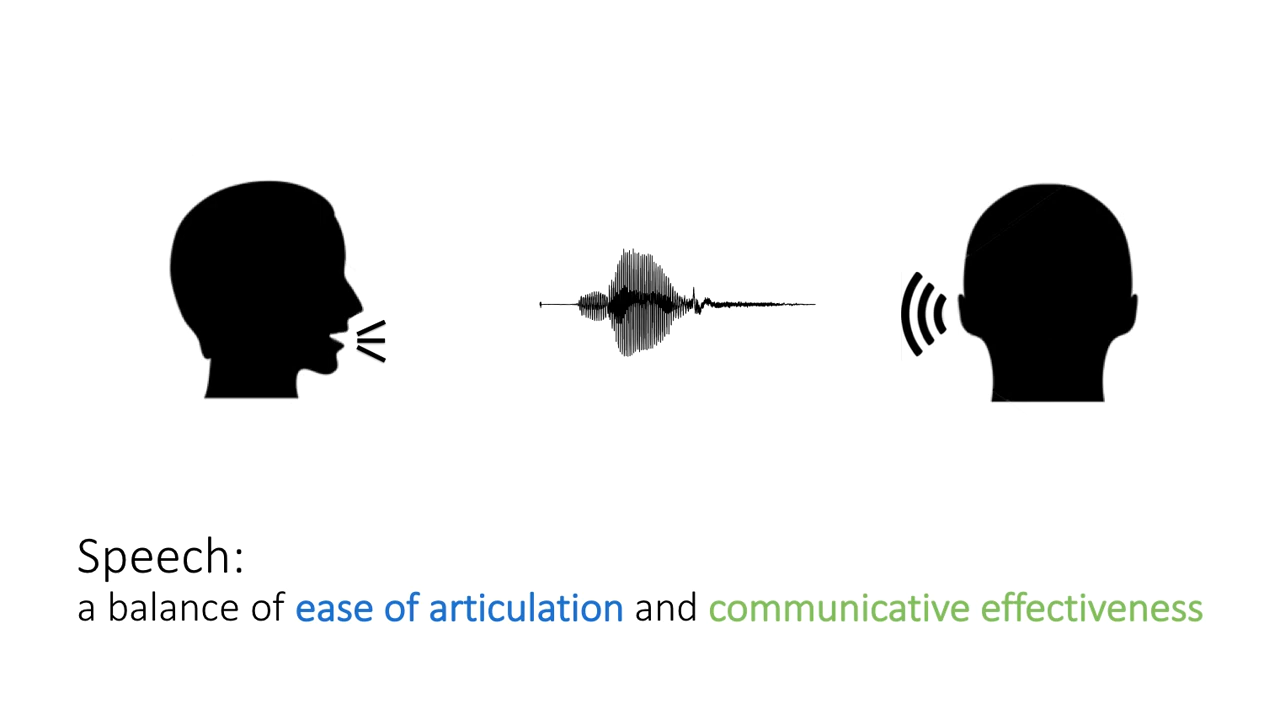 Speech:
a balance of ease of articulation and communicative effectiveness